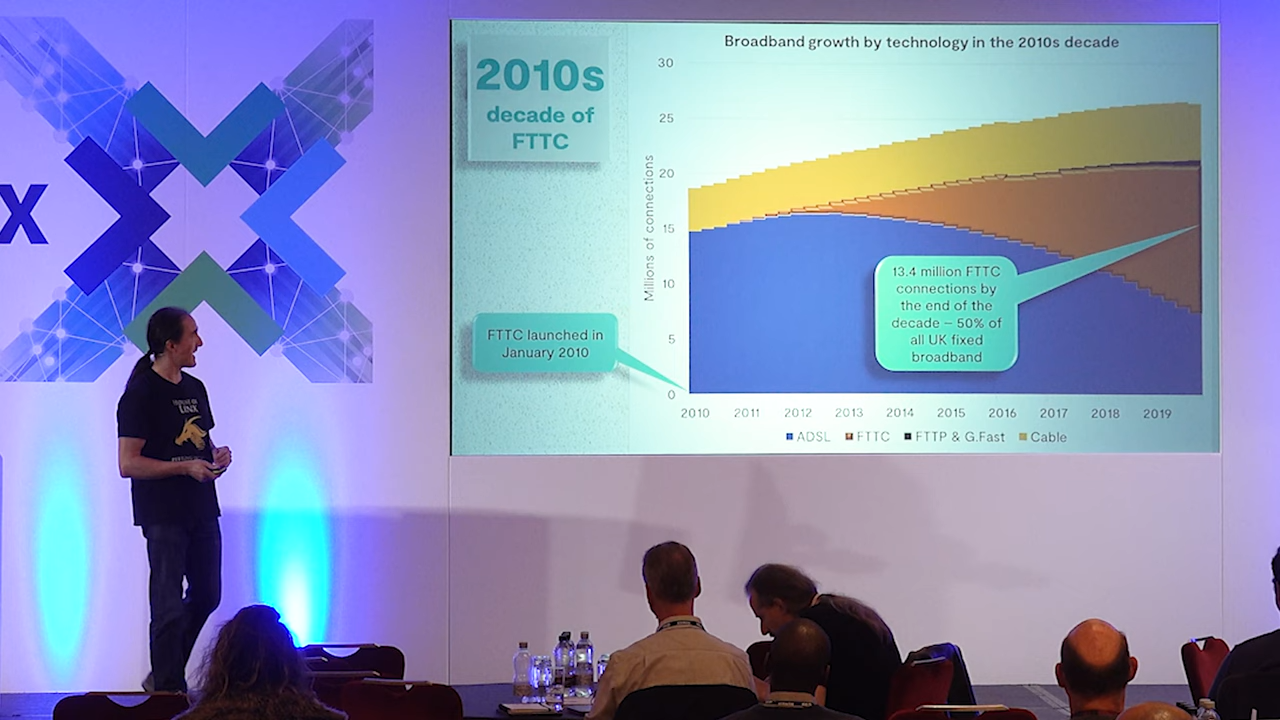 X
2010s
decade of
FTTC
Broadband growth by technology in the 2010s decade
Millions of connections
30
25
20
15
10
5
0
FTTC launched in
January 2010
13.4 million FTTC
connections by
the end of the
decade – 50% of
all UK fixed
broadband
2010 2011 2012 2013 2014 2015 2016 2017 2018 2019
ADSL FTTC FTTP & G.Fast Cable
LINX